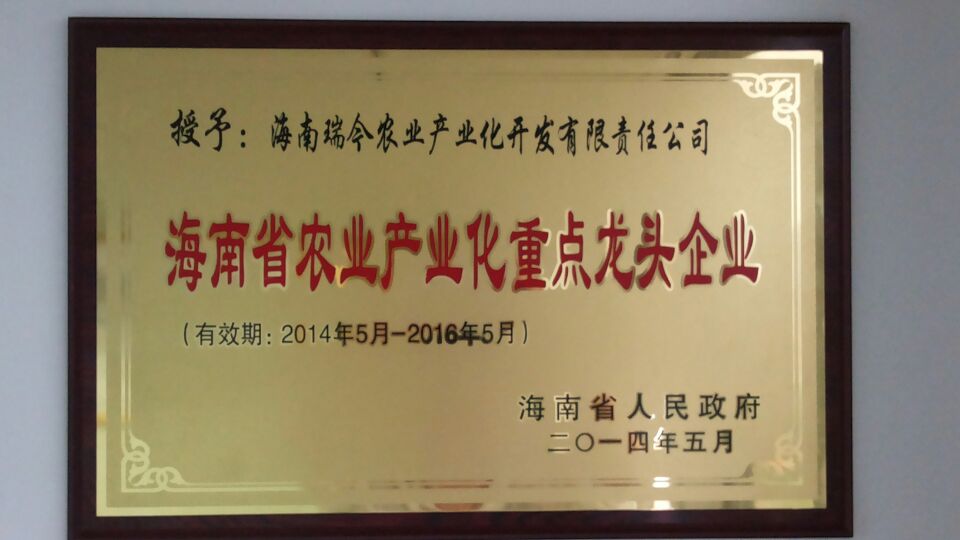 授予：海南瑞今农业产业化开发有限责任公司
海南省农业产业化重点龙头企业
（有效期：2014年5月-2016年5月）
海南省人民政府
二〇一四年五月